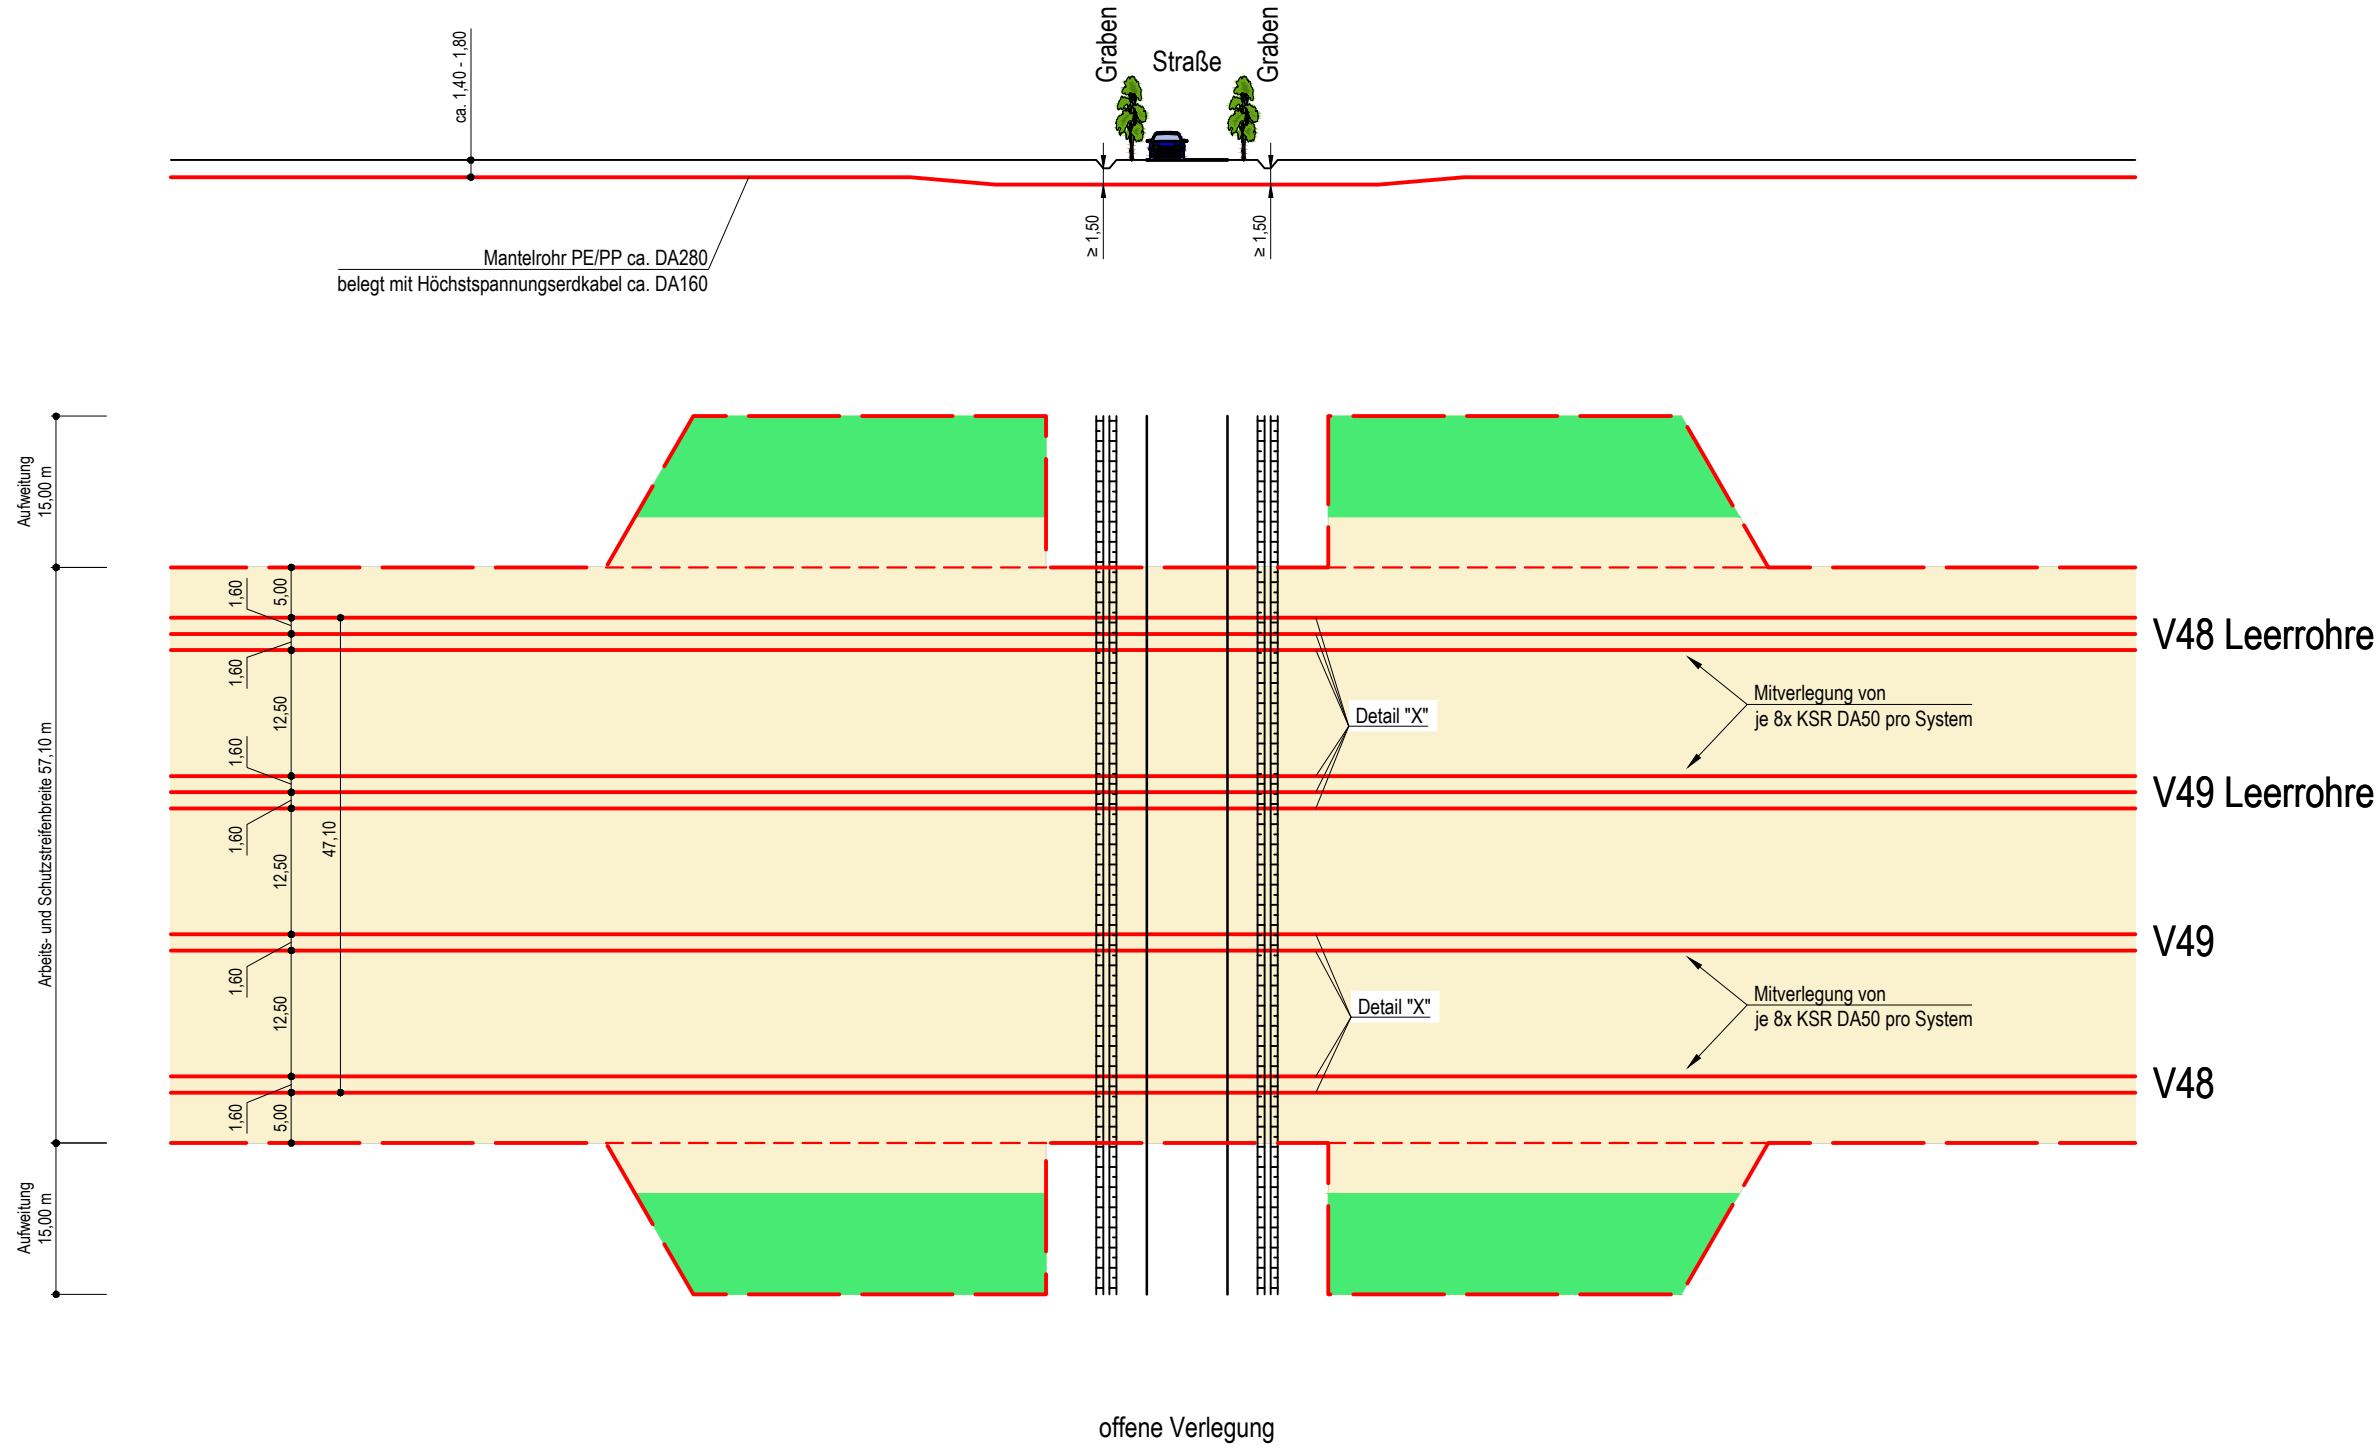 ca. 1,40 - 1,80
Graben
Straße
Graben
≥ 1,50
≥ 1,50
Mantelrohr PE/PP ca. DA280
belegt mit Höchstspannungserdkabel ca. DA160
Aufweitung
15,00 m
Arbeits- und Schutzstreifenbreite 57,10 m
Aufweitung
15,00 m
1,60
5,00
1,60
12,50
1,60
1,60
12,50
47,10
1,60
12,50
1,60
5,00
Detail "X"
Mitverlegung von
je 8x KSR DA50 pro System
Detail "X"
Mitverlegung von
je 8x KSR DA50 pro System
V48 Leerrohre
V49 Leerrohre
V49
V48
offene Verlegung